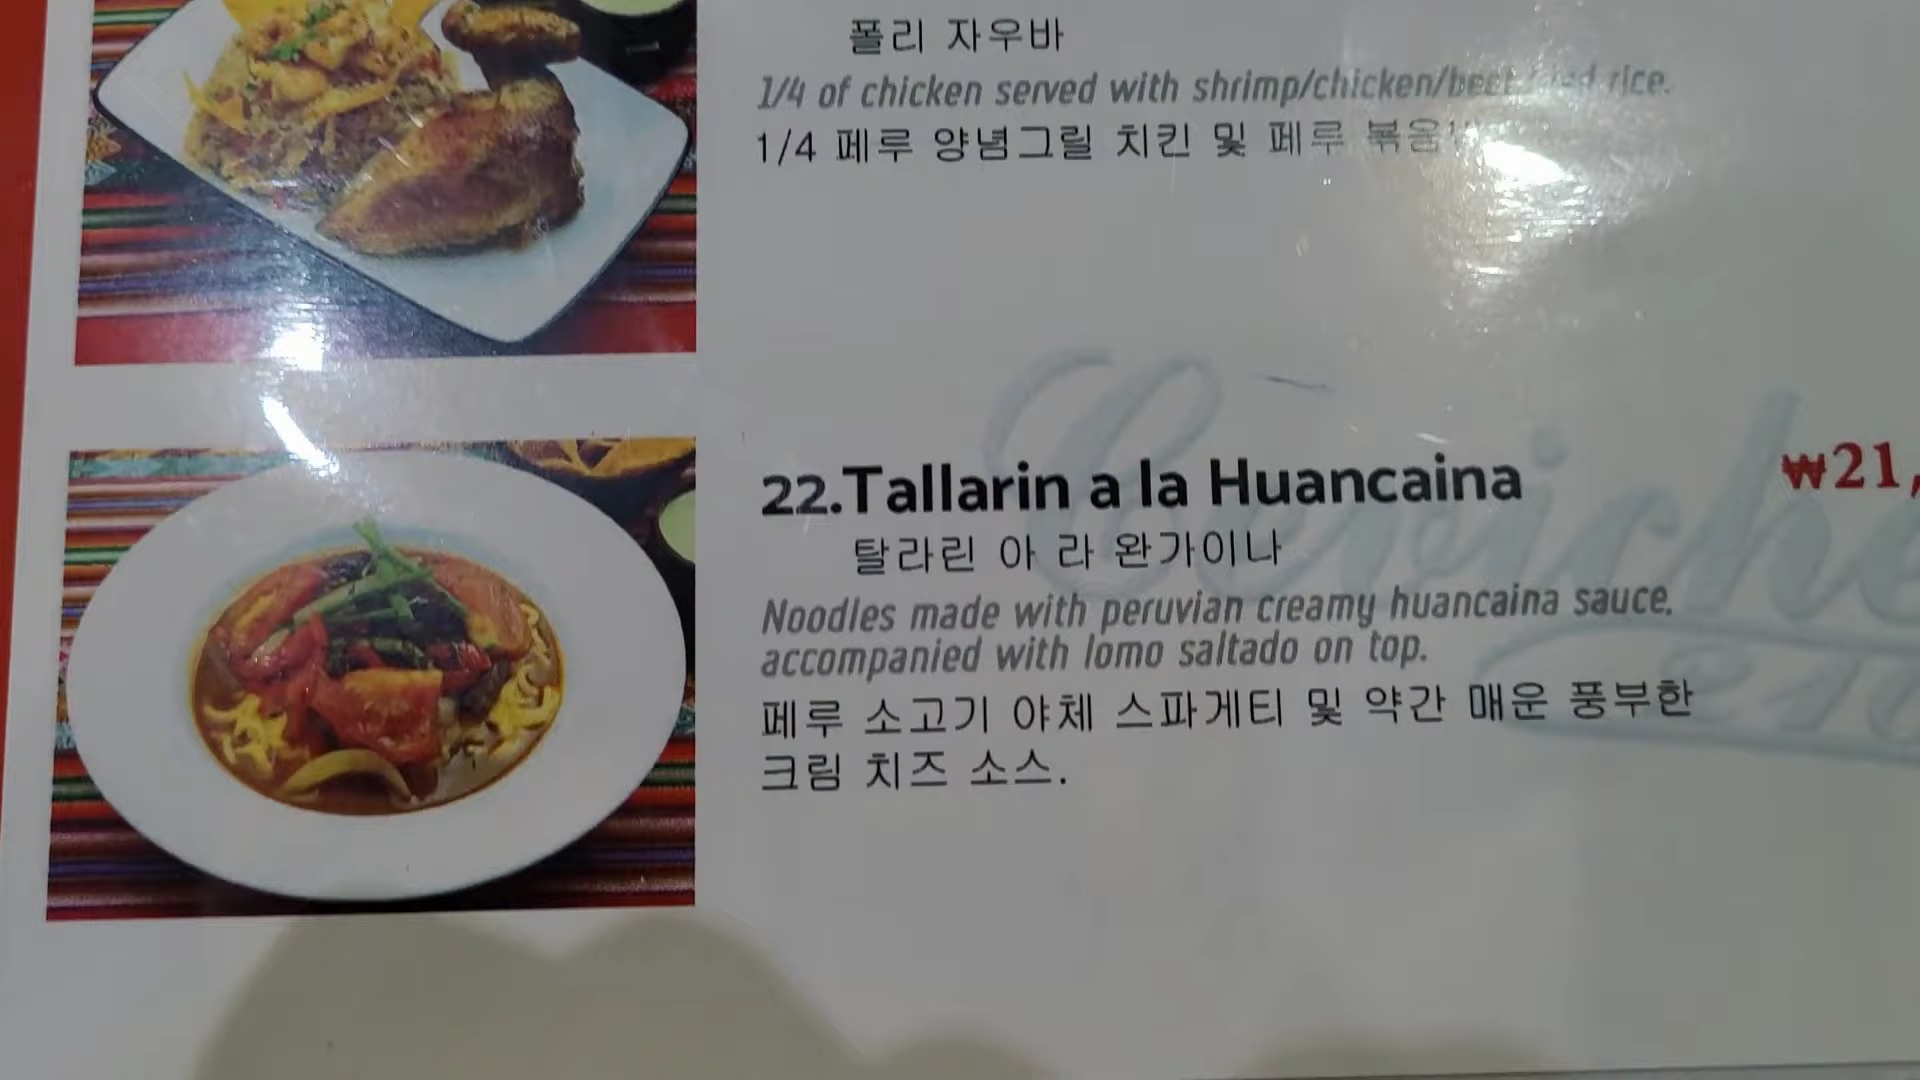 폴리 자우바
1/4 of chicken served with shrimp/chicken/beef rice.
1/4 페루 양념그릴 치킨 및 페루
22.Tallarin a la Huancaina
₩21,
탈라린 아 라 완가이나
Noodles made with peruvian creamy huancaina sauce.
accompanied with lomo saltado on top.
페루 소고기 야체 스파게티 및 약간 매운 풍부한
크림 치즈 소스.